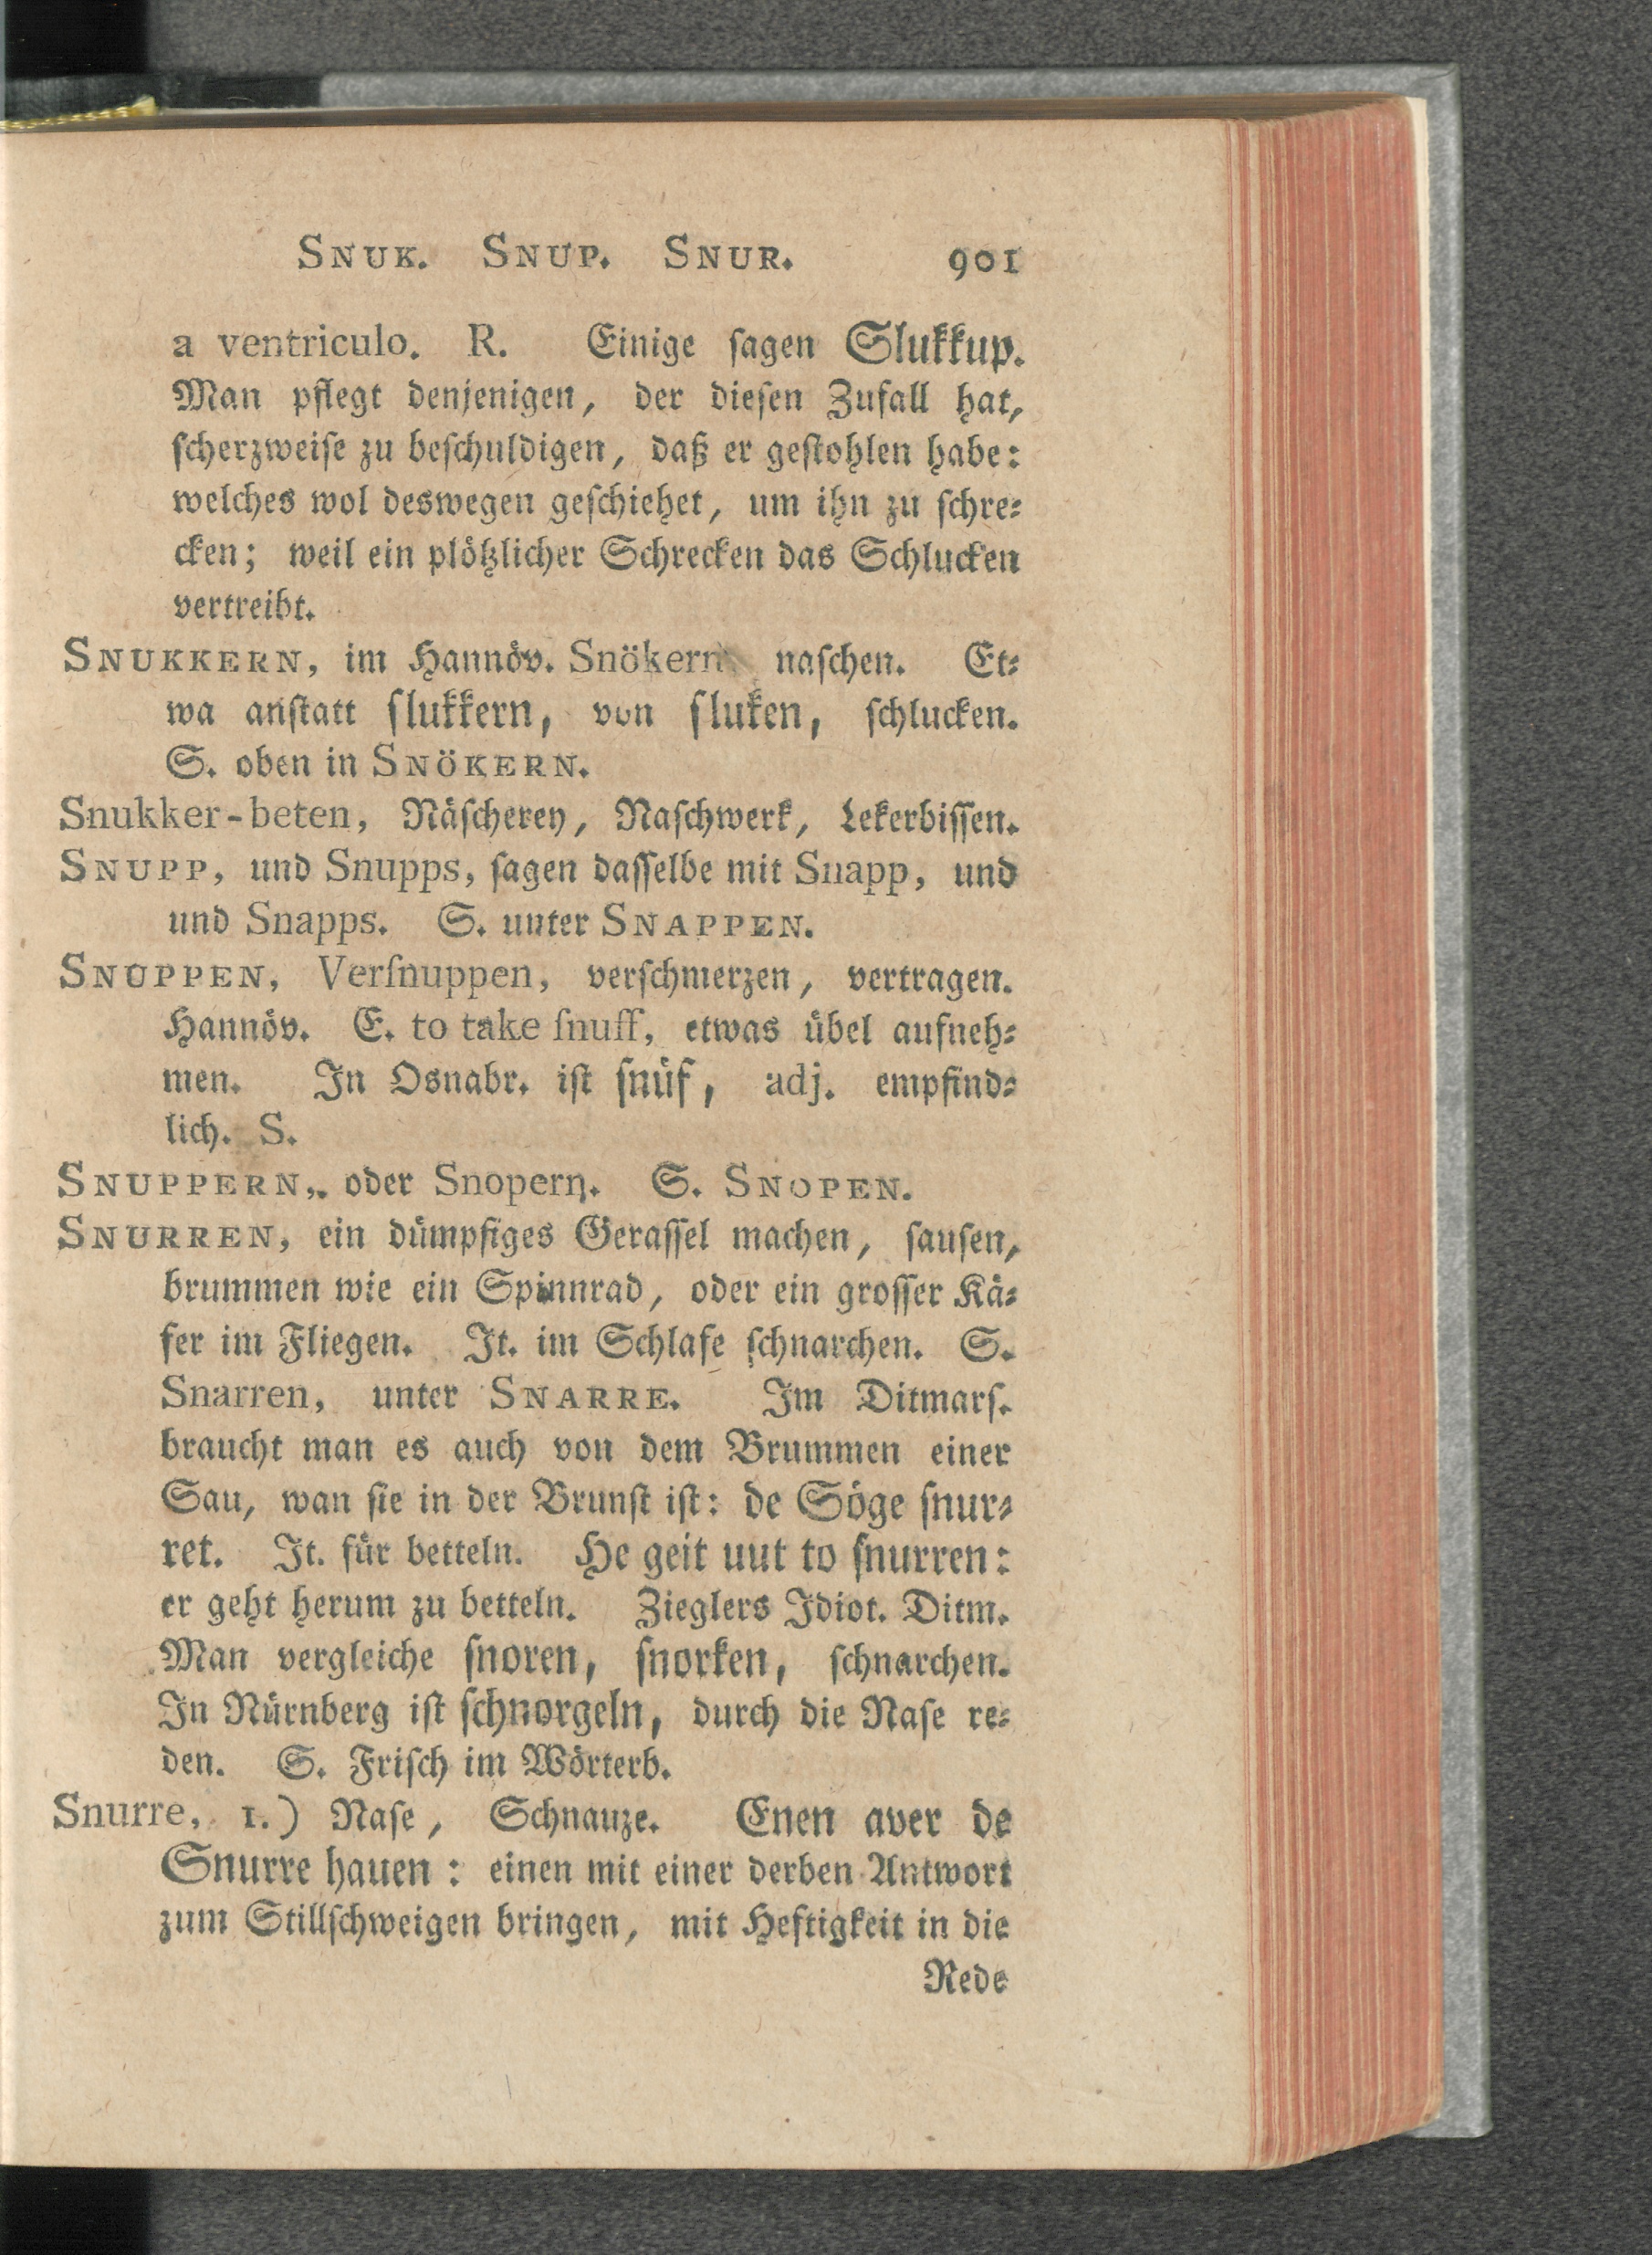 SNUK. SNUP. SNUR. 901
a ventriculo. R. Einige ſagen Slukkup.
Man pflegt denjenigen, der dieſen Zufall hat,
ſcherzweiſe zu beſchuldigen, daß er geſtohlen habe:
welches wol deswegen geſchiehet, um ihn zu ſchre⸗
cken; weil ein plötzlicher Schrecken das Schlucken
vertreibt.
SNUKKERN, im Hannöv. Snökern naſchen. Et⸗
wa anſtatt ſlukkern, von ſluken, ſchlucken.
S. oben in SNÖKERN.
Snukker-beten, Näſcherey, Naſchwerk, Lekerbiſſen.
SNUPP, und Snupps, ſagen daſſelbe mit Snapp, und
und Snapps. S. unter SNAPPEN.
SNUPPEN, Verſnuppen, verſchmerzen, vertragen.
Hannöv. E. to take ſnuff, etwas übel aufneh⸗
men. In Osnabr. iſt ſnüf, adj. empfind⸗
lich. S.
SNUPPERN, oder Snopern. S. SNOPEN.
SNURREN, ein dümpfiges Geraſſel machen, ſauſen,
brummen wie ein Spinnrad, oder ein groſſer Kä⸗
fer im Fliegen. It. im Schlafe ſchnarchen. S.
Snarren, unter SNARRE. Im Ditmarſ.
braucht man es auch von dem Brummen einer
Sau, wan ſie in der Brunſt iſt: de Söge ſnur⸗
ret. It. für betteln. He geit uut to ſnurren:
er geht herum zu betteln. Zieglers Idiot. Ditm.
Man vergleiche ſnoren, ſnorken, ſchnarchen.
In Nürnberg iſt ſchnorgeln, durch die Naſe re⸗
den. S. Friſch im Wörterb.
Snurre, 1.) Naſe, Schnauze. Enen aver de
Snurre hauen: einen mit einer derben Antwort
zum Stillſchweigen bringen, mit Heftigkeit in die
Rede